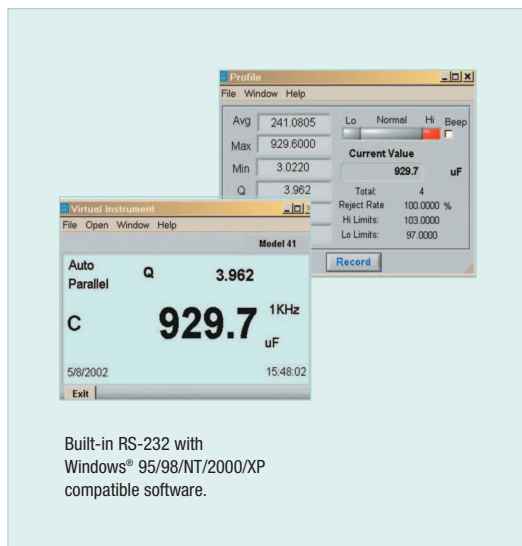 Profile
File Window Help
Avg 241.0805
Max 929.6000
Min 3.0220
Q 3.962
Lo Normal Hi Beep
Current Value
929.7 uF
Total: 4
Reject Rate 100.0000 %
Hi Limits: 103.0000
Lo Limits: 97.0000
Record
Virtual Instrument
File Open Window Help
Model 41
Auto
Parallel
Q 3.962
C 929.7 1KHz
uF
5/8/2002 15:48:02
Exit
Built-in RS-232 with
Windows® 95/98/NT/2000/XP
compatible software.